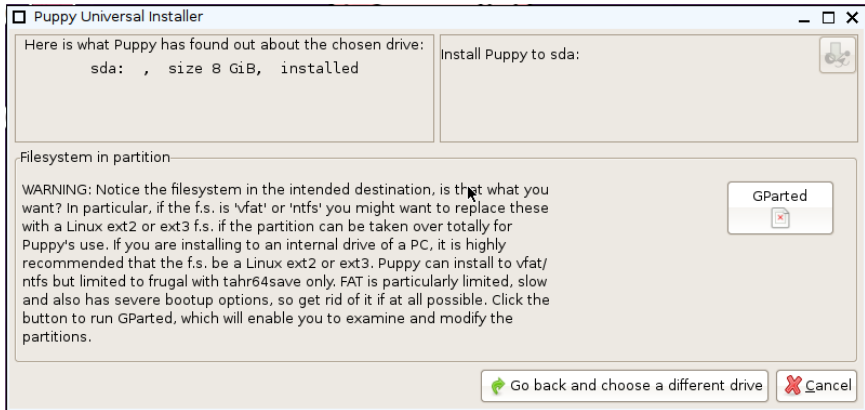 Puppy Universal Installer
Here is what Puppy has found out about the chosen drive:
sda:  ,  size 8 GiB,  installed
Install Puppy to sda:
Filesystem in partition
WARNING: Notice the filesystem in the intended destination, is that what you
want? In particular, if the f.s. is 'vfat' or 'ntfs' you might want to replace these
with a Linux ext2 or ext3 f.s. if the partition can be taken over totally for
Puppy's use. If you are installing to an internal drive of a PC, it is highly
recommended that the f.s. be a Linux ext2 or ext3. Puppy can install to vfat/
ntfs but limited to frugal with tahr64save only. FAT is particularly limited, slow
and also has severe bootup options, so get rid of it if at all possible. Click the
button to run GParted, which will enable you to examine and modify the
partitions.
GParted
Go back and choose a different drive
Cancel